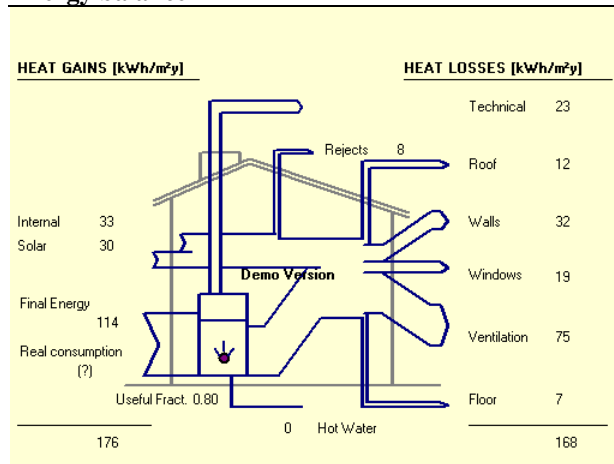 HEAT GAINS [kWh/m²y]
HEAT LOSSES [kWh/m²y]
Technical 23
Rejects 8
Roof 12
Internal 33
Walls 32
Solar 30
Demo Version
Windows 19
Final Energy
114
Ventilation 75
Real consumption
(?)
Useful Fract. 0.80
Floor 7
0 Hot Water
176
168